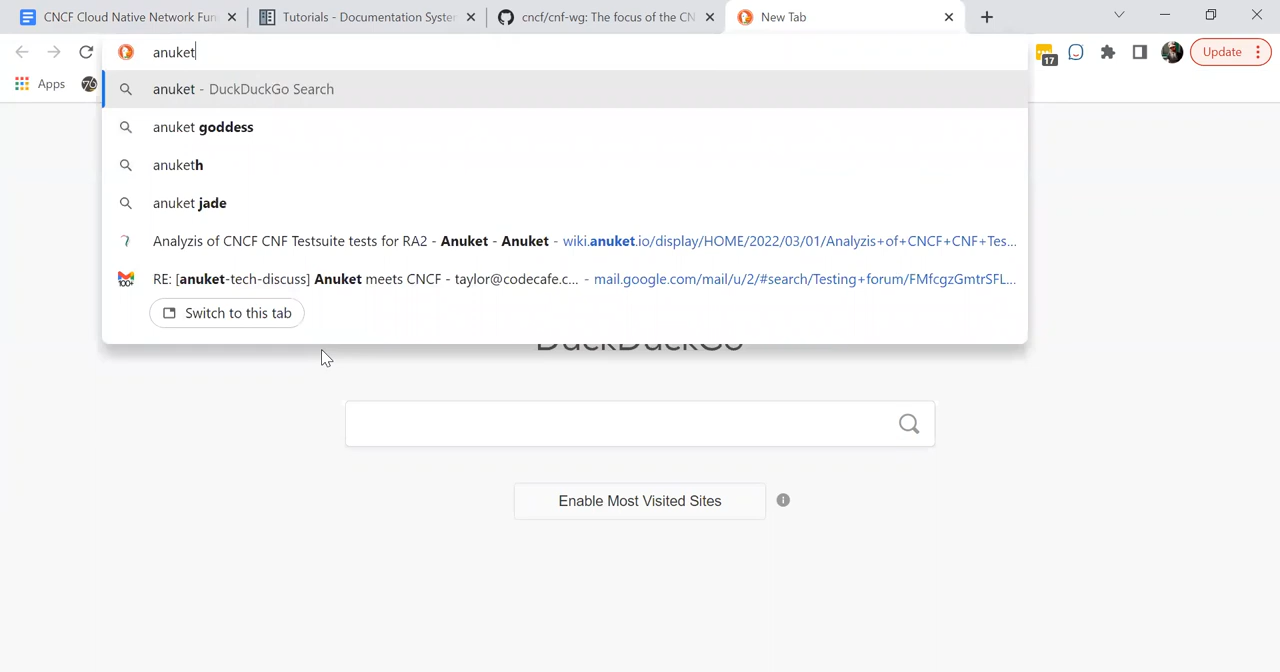 CNCF Cloud Native Network Fun
Tutorials - Documentation System
cncf/cnf-wg: The focus of the CN
New Tab
anuket
17
Update
Apps
76
anuket - DuckDuckGo Search
anuket goddess
anuketh
anuket jade
Analyzis of CNCF CNF Testsuite tests for RA2 - Anuket - Anuket - wiki.anuket.io/display/HOME/2022/03/01/Analyzis+of+CNCF+CNF+Tes...
100+
RE: [anuket-tech-discuss] Anuket meets CNCF - taylor@codecafe.c... - mail.google.com/mail/u/2/#search/Testing+forum/FMfcgzGmtrSFL...
Switch to this tab
DuckDuckGo
Enable Most Visited Sites